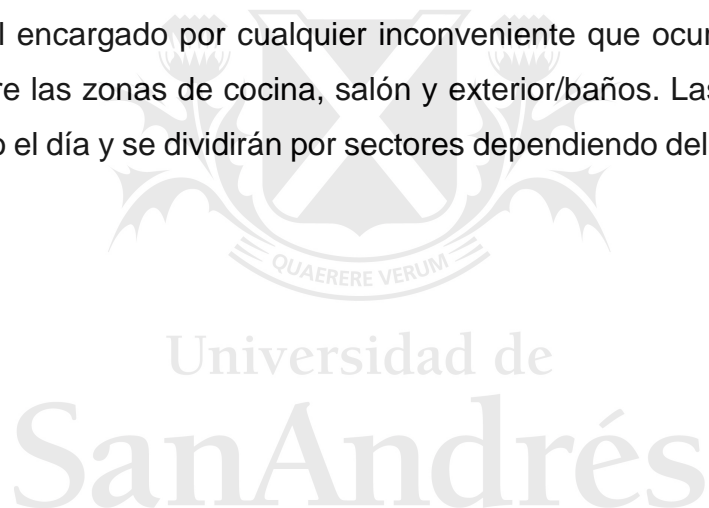 l encargado por cualquier inconveniente que ocur
re las zonas de cocina, salón y exterior/baños. Las
o el día y se dividirán por sectores dependiendo del
QUAERERE VERUM
Universidad de
SanAndrés